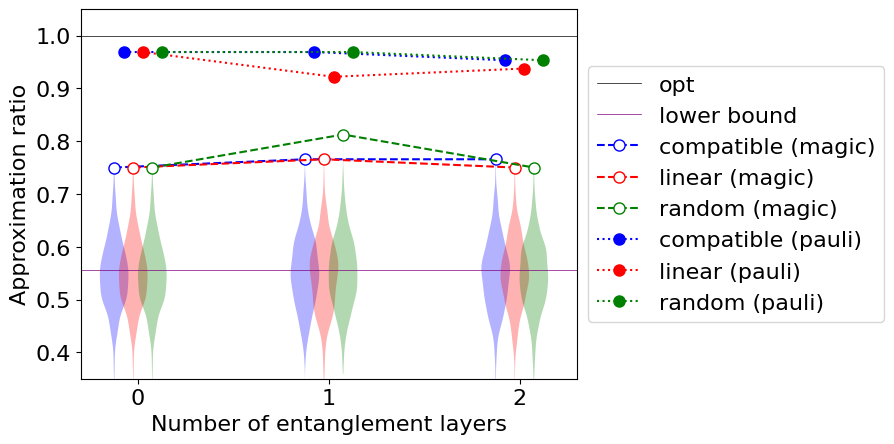 Approximation ratio
1.0
0.9
0.8
0.7
0.6
0.5
0.4
0
1
2
Number of entanglement layers
opt
lower bound
compatible (magic)
linear (magic)
random (magic)
compatible (pauli)
linear (pauli)
random (pauli)